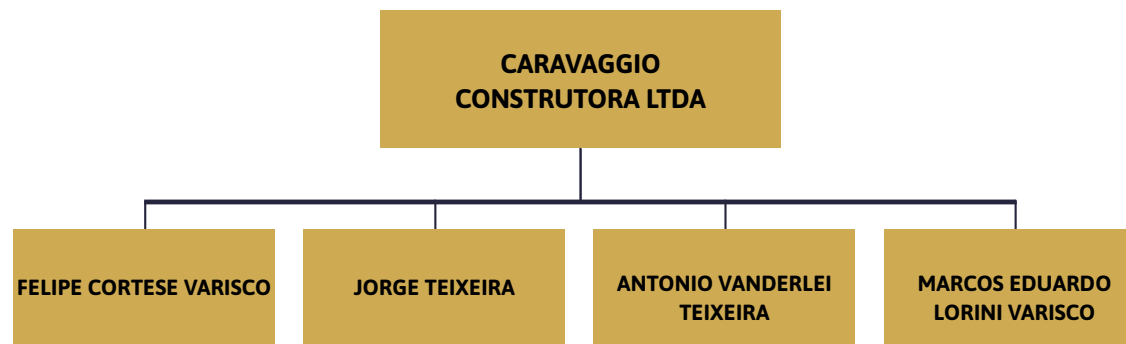 CARAVAGGIO
CONSTRUTORA LTDA
FELIPE CORTESE VARISCO
JORGE TEIXEIRA
ANTONIO VANDERLEI
TEIXEIRA
MARCOS EDUARDO
LORINI VARISCO